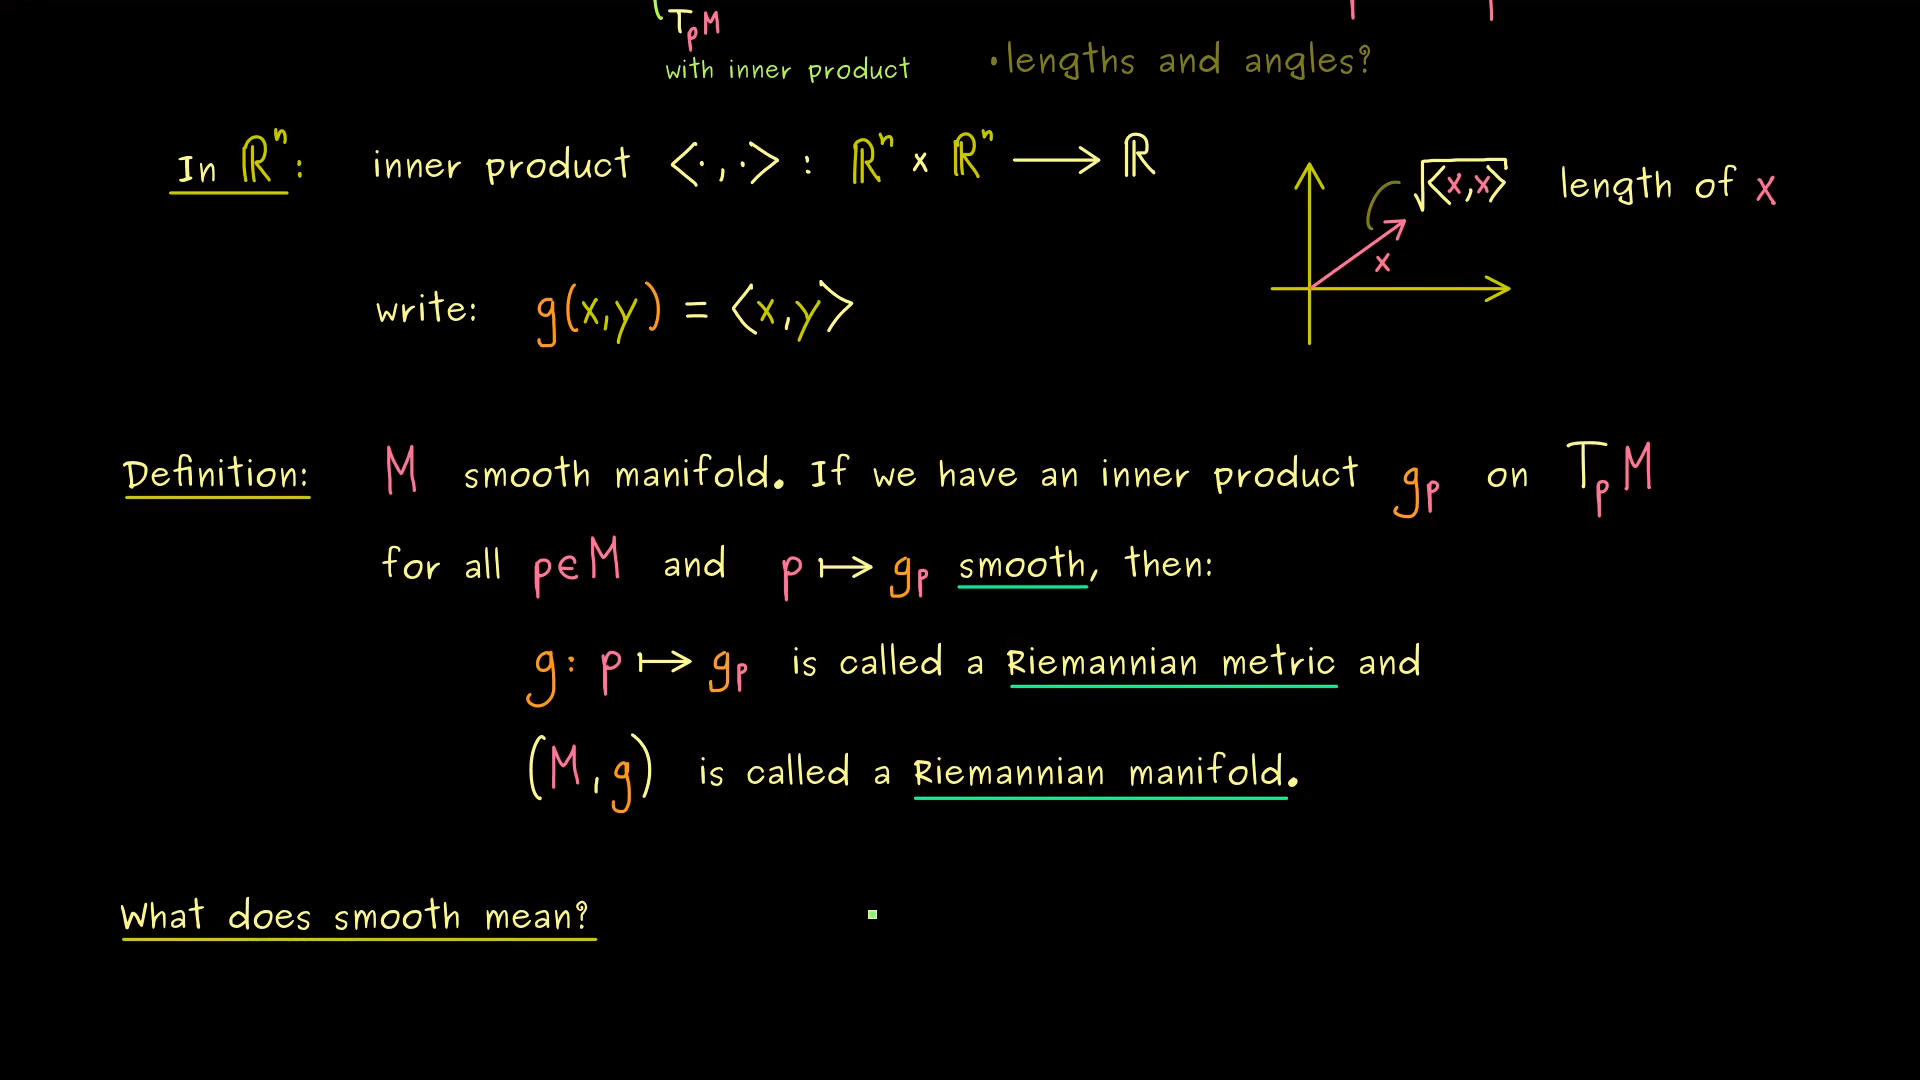 T_p M
with inner product
• lengths and angles?
In ℝⁿ: inner product <·,·> : ℝⁿ × ℝⁿ ⟶ ℝ
√<x,x> length of x
x
write: g(x,y) = <x,y>
Definition: M smooth manifold. If we have an inner product g_p on T_p M
for all p∈M and p ↦ g_p smooth, then:
g: p ↦ g_p is called a Riemannian metric and
(M,g) is called a Riemannian manifold.
What does smooth mean?